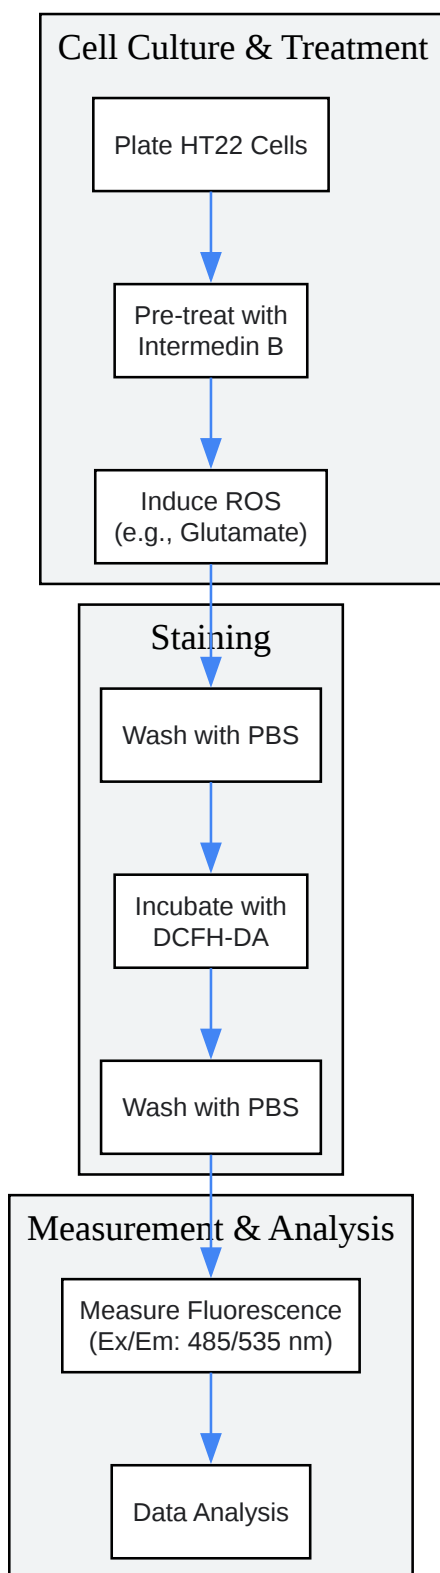 Cell Culture & Treatment
Plate HT22 Cells
Pre-treat with
Intermedin B
Induce ROS
(e.g., Glutamate)
Staining
Wash with PBS
Incubate with
DCFH-DA
Wash with PBS
Measurement & Analysis
Measure Fluorescence
(Ex/Em: 485/535 nm)
Data Analysis